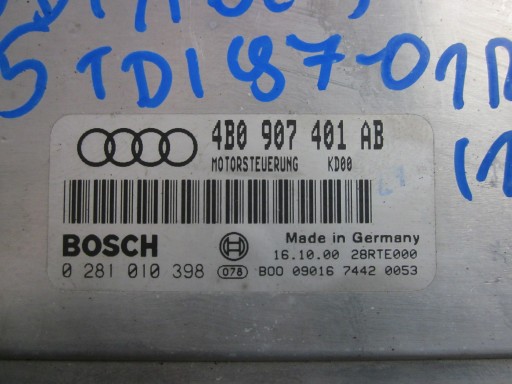 5 TDI 97-01R
4B0 907 401 AB
MOTORSTEUERUNG KD00
BOSCH
Made in Germany
16.10.00 28RTE000
0 281 010 398 078 B00 09016 7442 0053